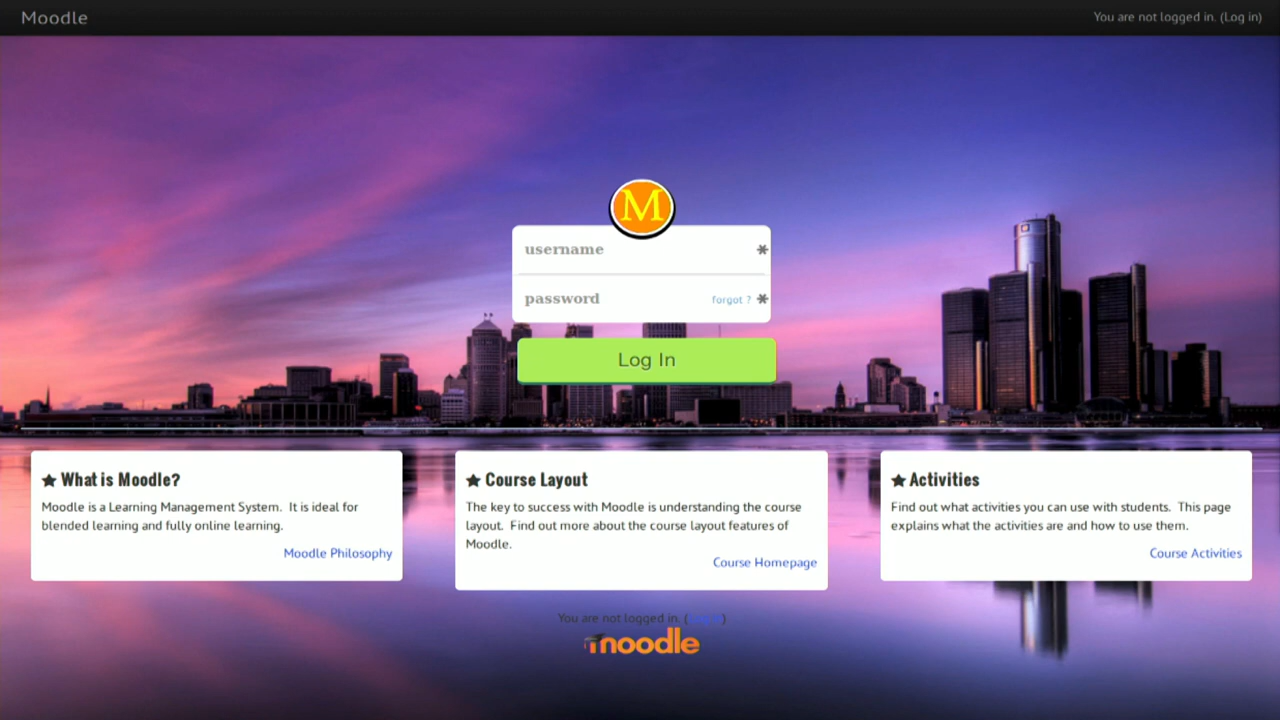 Moodle
You are not logged in. (Log in)
M
username
password forgot ?
Log In
What is Moodle?
Moodle is a Learning Management System. It is ideal for
blended learning and fully online learning.
Moodle Philosophy
Course Layout
The key to success with Moodle is understanding the course
layout. Find out more about the course layout features of
Moodle.
Course Homepage
Activities
Find out what activities you can use with students. This page
explains what the activities are and how to use them.
Course Activities
You are not logged in. (
moodle